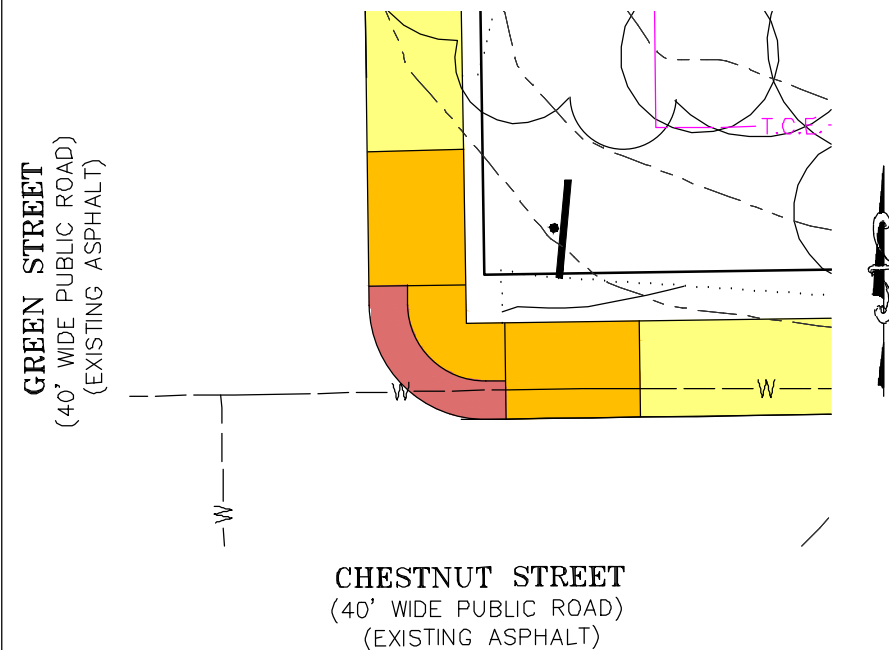 GREEN STREET
(40' WIDE PUBLIC ROAD)
(EXISTING ASPHALT)
T.C.E.
W
W
W
CHESTNUT STREET
(40' WIDE PUBLIC ROAD)
(EXISTING ASPHALT)